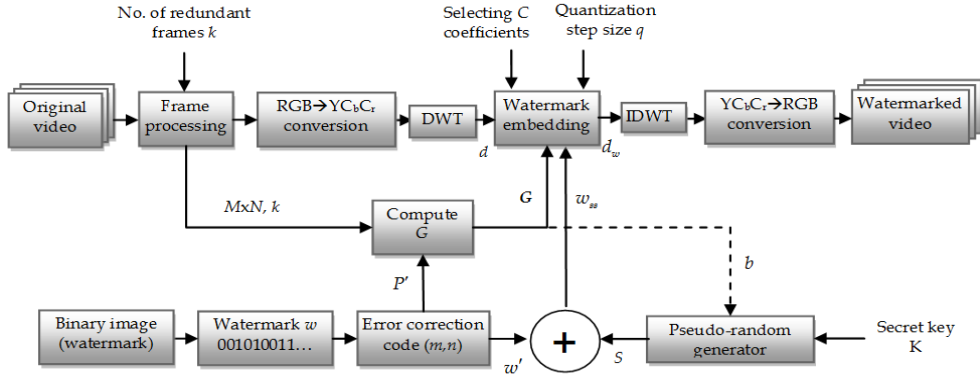 No. of redundant
frames k
Selecting C
coefficients
Quantization
step size q
Original
video
Frame
processing
RGB→YCbCr
conversion
DWT
Watermark
embedding
IDWT
YCbCr→RGB
conversion
Watermarked
video
d
dw
MxN, k
Compute
G
G
wss
b
P'
Binary image
(watermark)
Watermark w
001010011…
Error correction
code (m,n)
w'
+
S
Pseudo-random
generator
Secret key
K